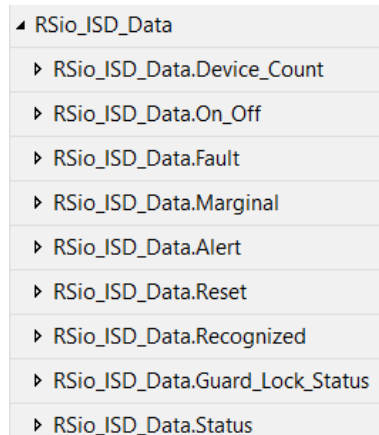 RSio_ISD_Data
RSio_ISD_Data.Device_Count
RSio_ISD_Data.On_Off
RSio_ISD_Data.Fault
RSio_ISD_Data.Marginal
RSio_ISD_Data.Alert
RSio_ISD_Data.Reset
RSio_ISD_Data.Recognized
RSio_ISD_Data.Guard_Lock_Status
RSio_ISD_Data.Status